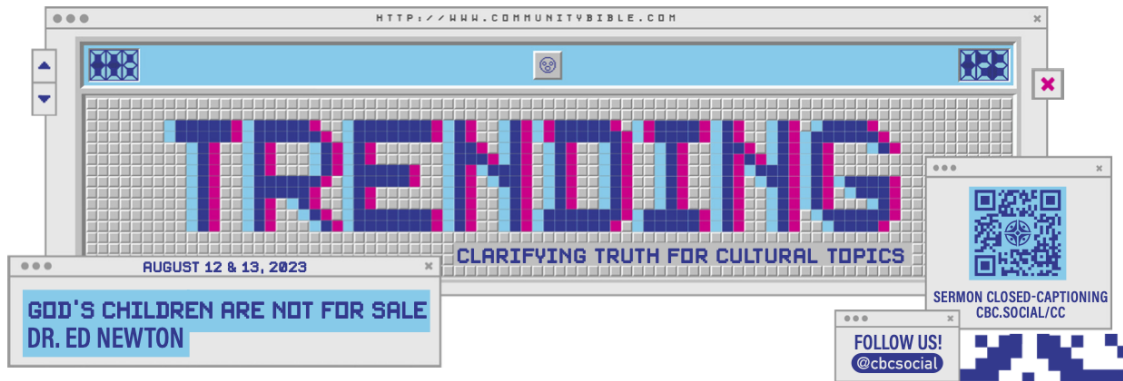 HTTP://WWW.COMMUNITYBIBLE.COM
TRENDING
CLARIFYING TRUTH FOR CULTURAL TOPICS
AUGUST 12 & 13, 2023
GOD'S CHILDREN ARE NOT FOR SALE
DR. ED NEWTON
SERMON CLOSED-CAPTIONING
CBC.SOCIAL/CC
FOLLOW US!
@cbcsocial